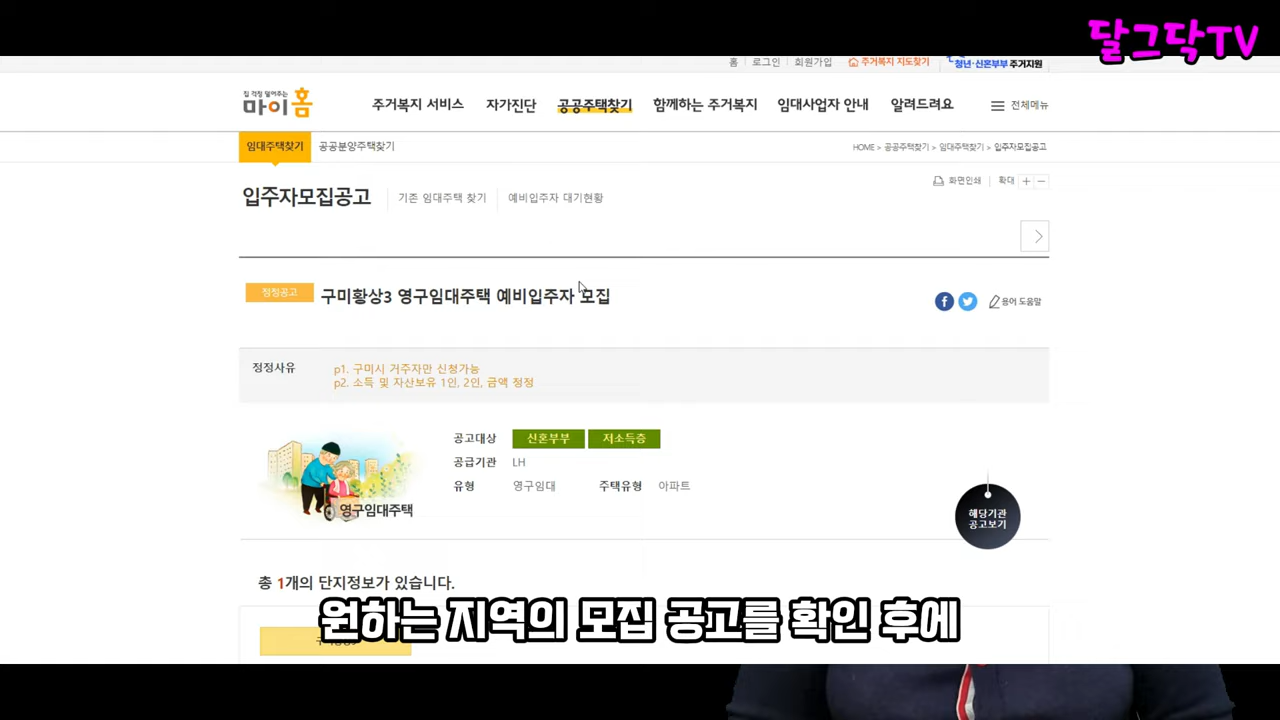 달그닥TV
홈 로그인 회원가입 주거복지 지도찾기 청년·신혼부부 주거지원
집 걱정 덜어주는
마이홈
주거복지 서비스 자가진단 공공주택찾기 함께하는 주거복지 임대사업자 안내 알려드려요 전체메뉴
임대주택찾기 공공분양주택찾기 HOME > 공공주택찾기 > 임대주택찾기 > 입주자모집공고
화면인쇄 확대 + −
입주자모집공고 기존 임대주택 찾기 예비입주자 대기현황
정정공고 구미황상3 영구임대주택 예비입주자 모집
용어 도움말
정정사유 p1. 구미시 거주자만 신청가능
p2. 소득 및 자산보유 1인, 2인, 금액 정정
공고대상 신혼부부 저소득층
공급기관 LH
유형 영구임대 주택유형 아파트
영구임대주택
해당기관
공고보기
총 1개의 단지정보가 있습니다.
원하는 지역의 모집 공고를 확인 후에